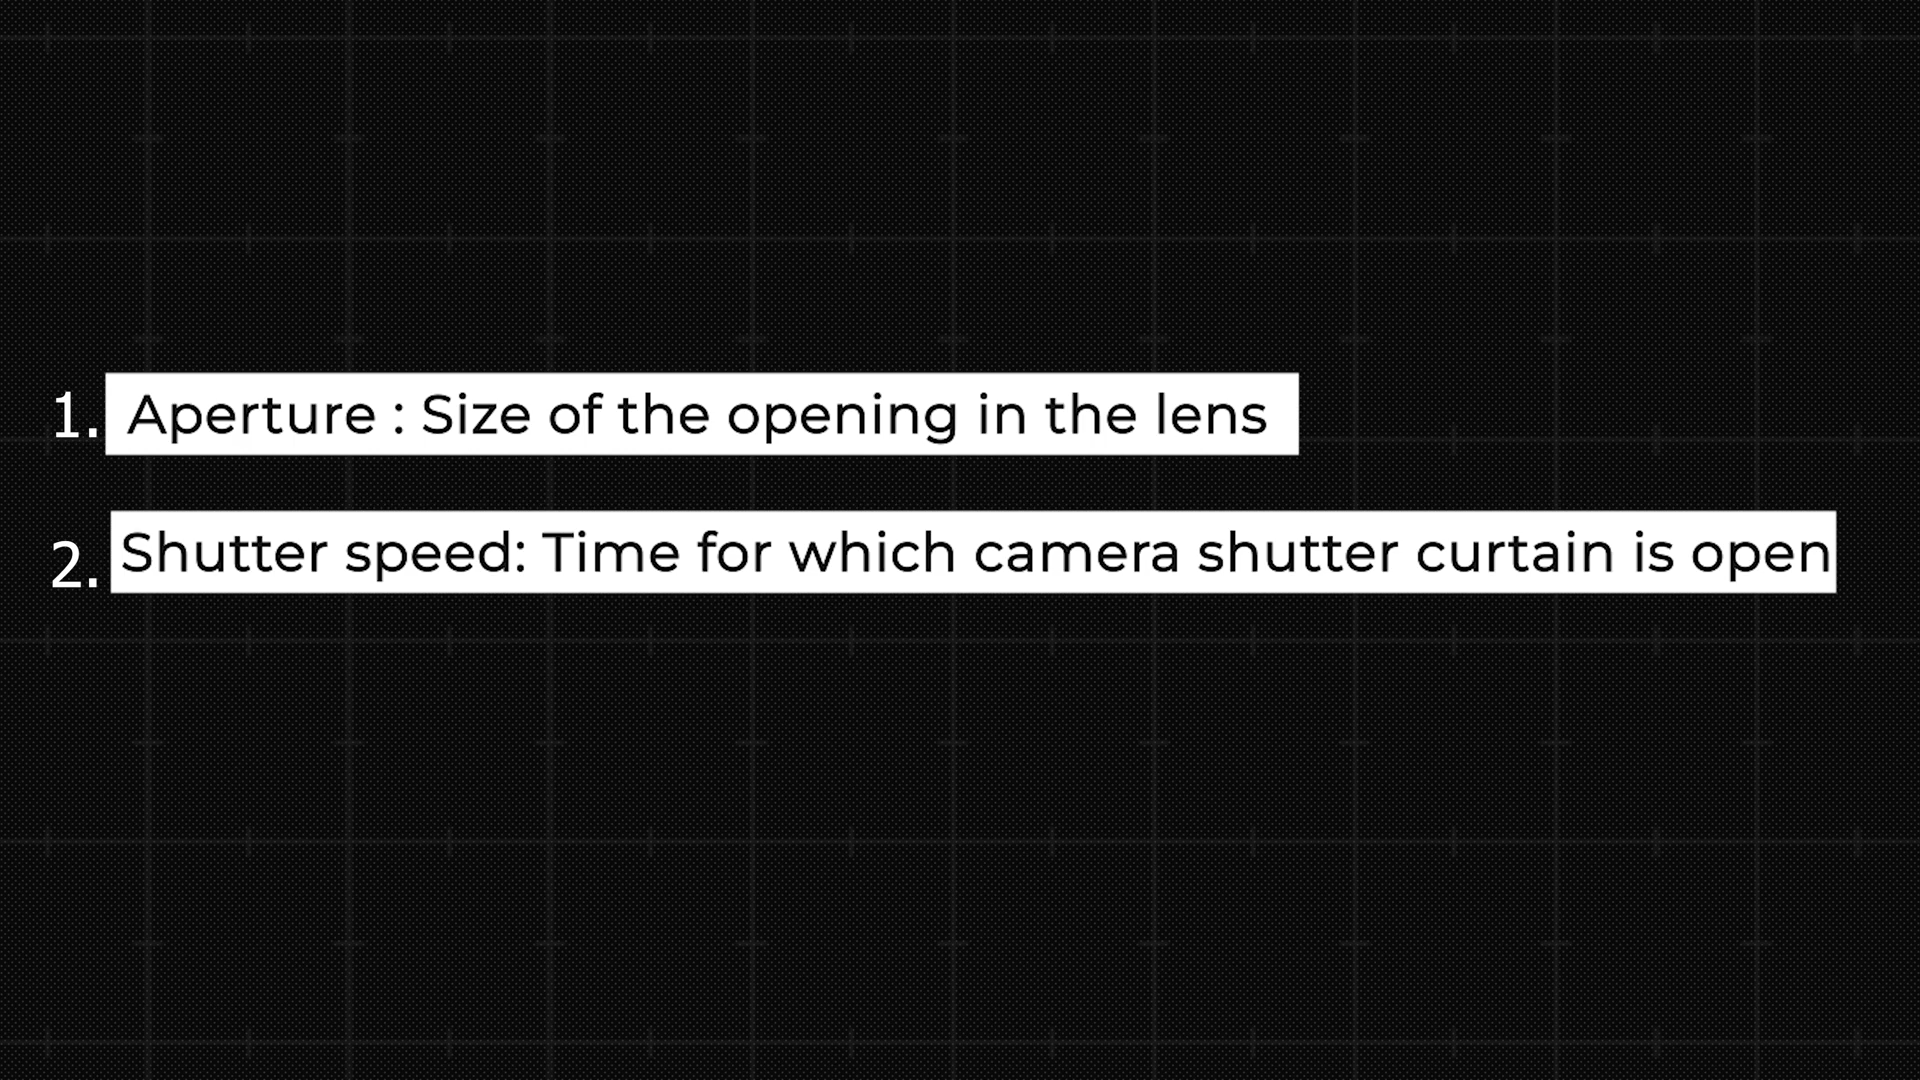 1. Aperture : Size of the opening in the lens
2. Shutter speed: Time for which camera shutter curtain is open